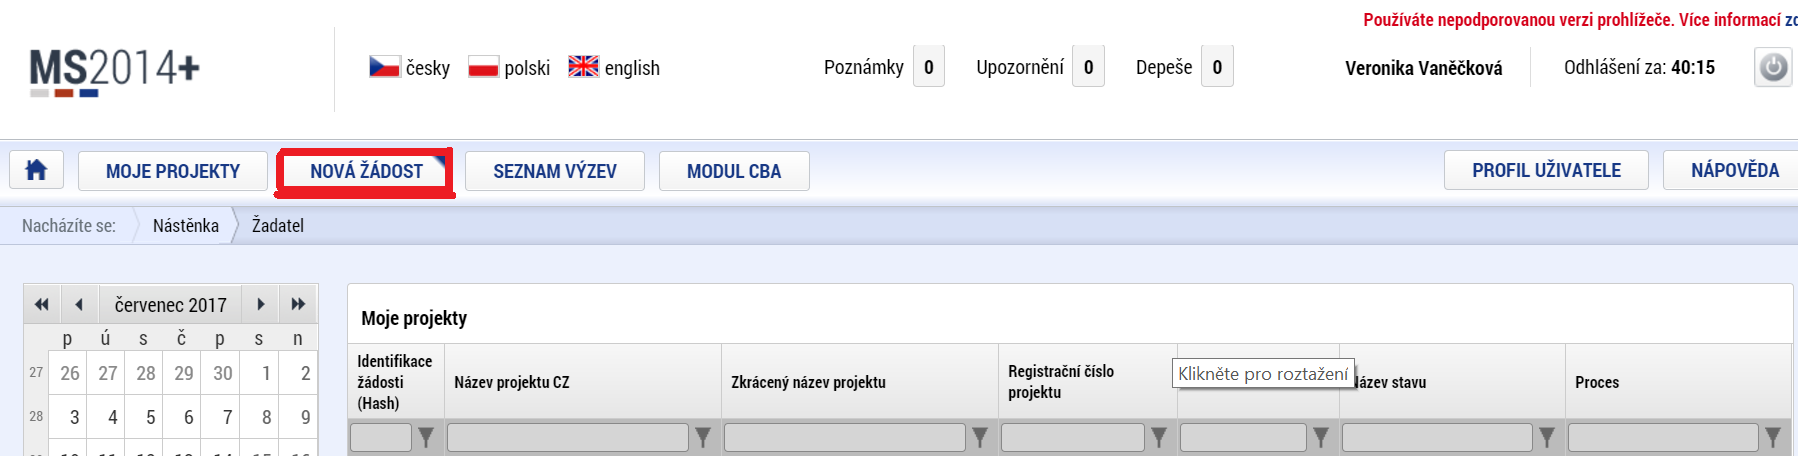 Používáte nepodporovanou verzi prohlížeče. Více informací
MS2014+
česky polski english
Poznámky 0 Upozornění 0 Depeše 0
Veronika Vaněčková
Odhlášení za: 40:15
MOJE PROJEKTY NOVÁ ŽÁDOST SEZNAM VÝZEV MODUL CBA PROFIL UŽIVATELE NÁPOVĚDA
Nacházíte se: Nástěnka Žadatel
červenec 2017
p ú s č p s n
27 26 27 28 29 30 1 2
28 3 4 5 6 7 8 9
Moje projekty
Identifikace
žádosti
(Hash)
Název projektu CZ
Zkrácený název projektu
Registrační číslo
projektu
Klikněte pro roztažení
Název stavu
Proces